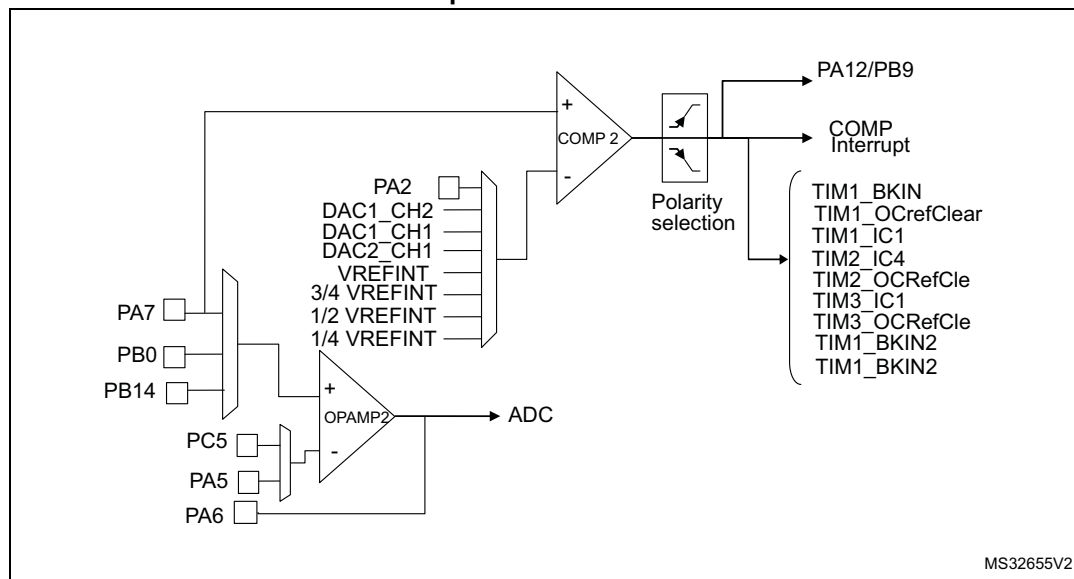 PA12/PB9
+
COMP 2
-
COMP
Interrupt
Polarity
selection
PA2
DAC1_CH2
DAC1_CH1
DAC2_CH1
VREFINT
3/4 VREFINT
1/2 VREFINT
1/4 VREFINT
TIM1_BKIN
TIM1_OCrefClear
TIM1_IC1
TIM2_IC4
TIM2_OCRefCle
TIM3_IC1
TIM3_OCRefCle
TIM1_BKIN2
TIM1_BKIN2
PA7
PB0
PB14
+
OPAMP2
-
ADC
PC5
PA5
PA6
MS32655V2